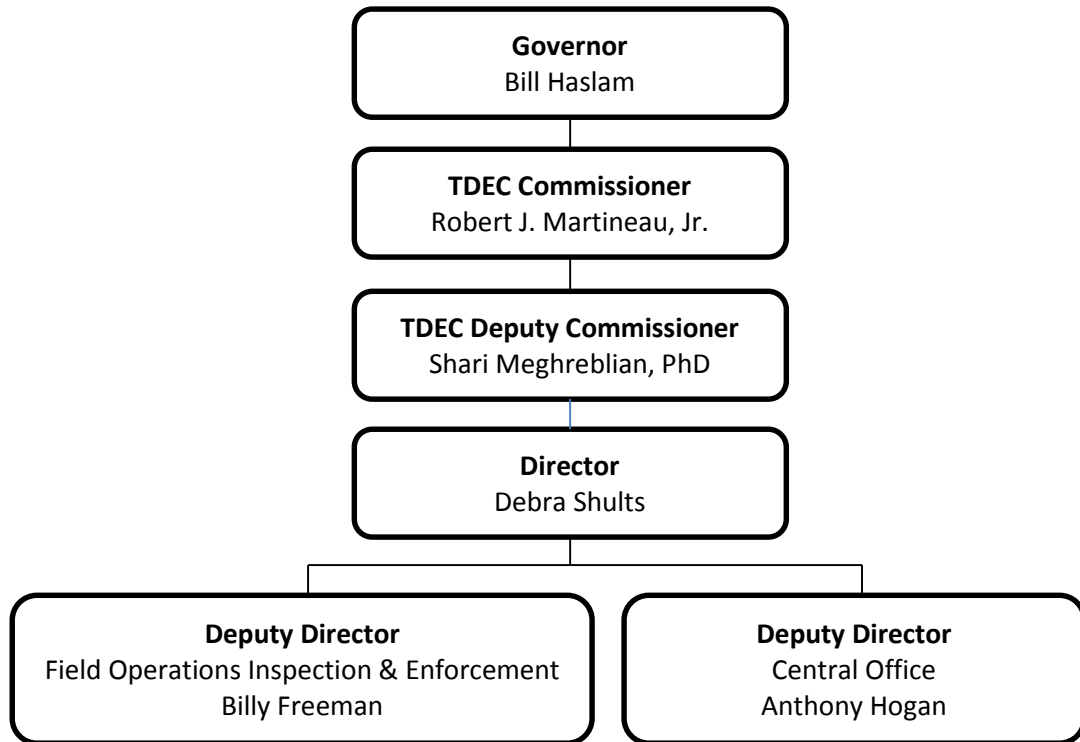 Governor
Bill Haslam
TDEC Commissioner
Robert J. Martineau, Jr.
TDEC Deputy Commissioner
Shari Meghreblian, PhD
Director
Debra Shults
Deputy Director
Field Operations Inspection & Enforcement
Billy Freeman
Deputy Director
Central Office
Anthony Hogan